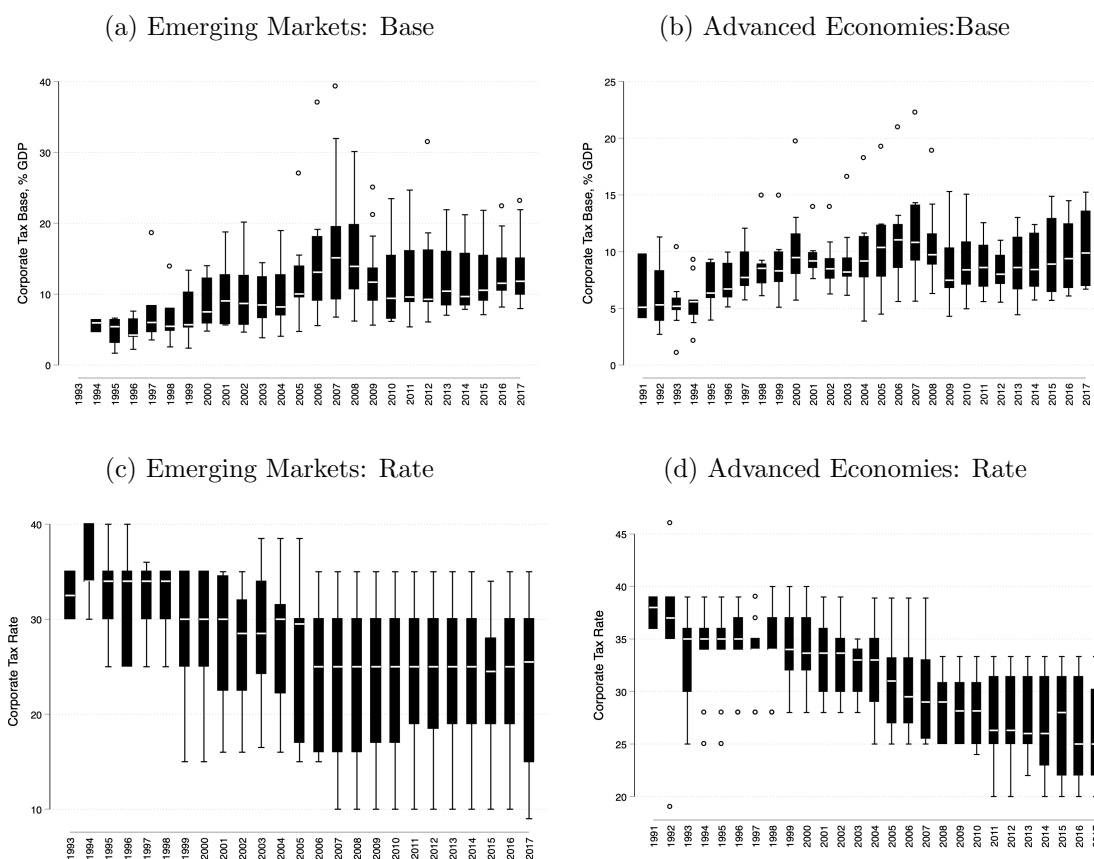 (a) Emerging Markets: Base
Corporate Tax Base, % GDP
40
30
20
10
0
1993 1994 1995 1996 1997 1998 1999 2000 2001 2002 2003 2004 2005 2006 2007 2008 2009 2010 2011 2012 2013 2014 2015 2016 2017
(b) Advanced Economies:Base
Corporate Tax Base, % GDP
25
20
15
10
5
0
1991 1992 1993 1994 1995 1996 1997 1998 1999 2000 2001 2002 2003 2004 2005 2006 2007 2008 2009 2010 2011 2012 2013 2014 2015 2016 2017
(c) Emerging Markets: Rate
Corporate Tax Rate
40
30
20
10
1993 1994 1995 1996 1997 1998 1999 2000 2001 2002 2003 2004 2005 2006 2007 2008 2009 2010 2011 2012 2013 2014 2015 2016 2017
(d) Advanced Economies: Rate
Corporate Tax Rate
45
40
35
30
25
20
1991 1992 1993 1994 1995 1996 1997 1998 1999 2000 2001 2002 2003 2004 2005 2006 2007 2008 2009 2010 2011 2012 2013 2014 2015 2016